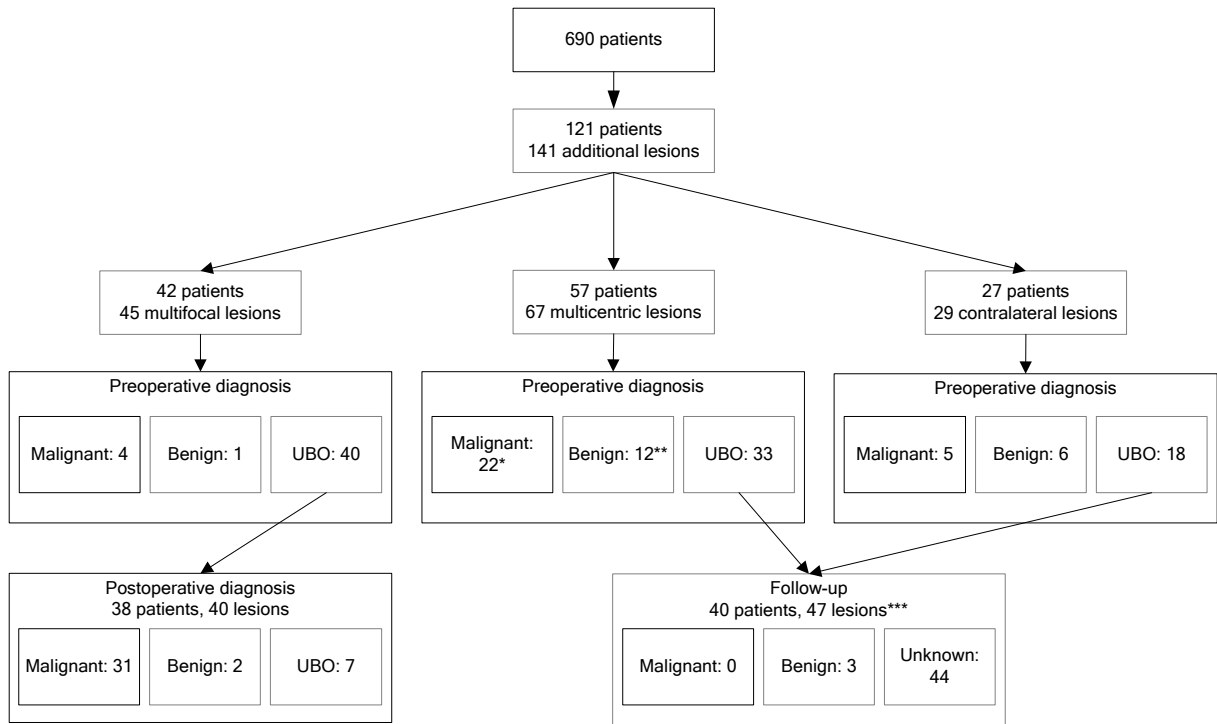 690 patients
121 patients
141 additional lesions
42 patients
45 multifocal lesions
57 patients
67 multicentric lesions
27 patients
29 contralateral lesions
Preoperative diagnosis
Malignant: 4
Benign: 1
UBO: 40
Preoperative diagnosis
Malignant:
22*
Benign: 12**
UBO: 33
Preoperative diagnosis
Malignant: 5
Benign: 6
UBO: 18
Postoperative diagnosis
38 patients, 40 lesions
Malignant: 31
Benign: 2
UBO: 7
Follow-up
40 patients, 47 lesions***
Malignant: 0
Benign: 3
Unknown:
44